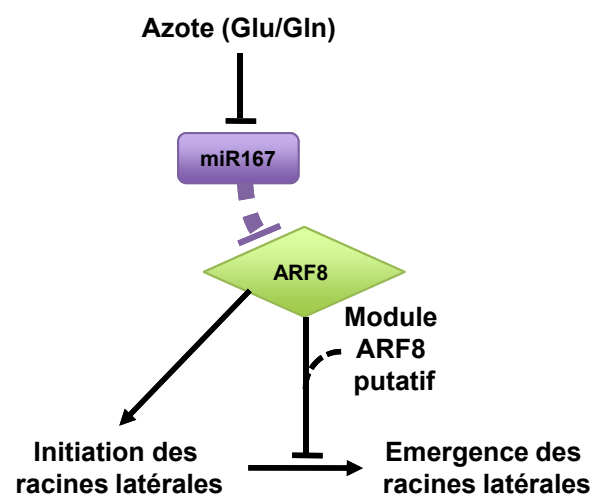 Azote (Glu/Gln)
miR167
ARF8
Module
ARF8
putatif
Initiation des
racines latérales
Emergence des
racines latérales